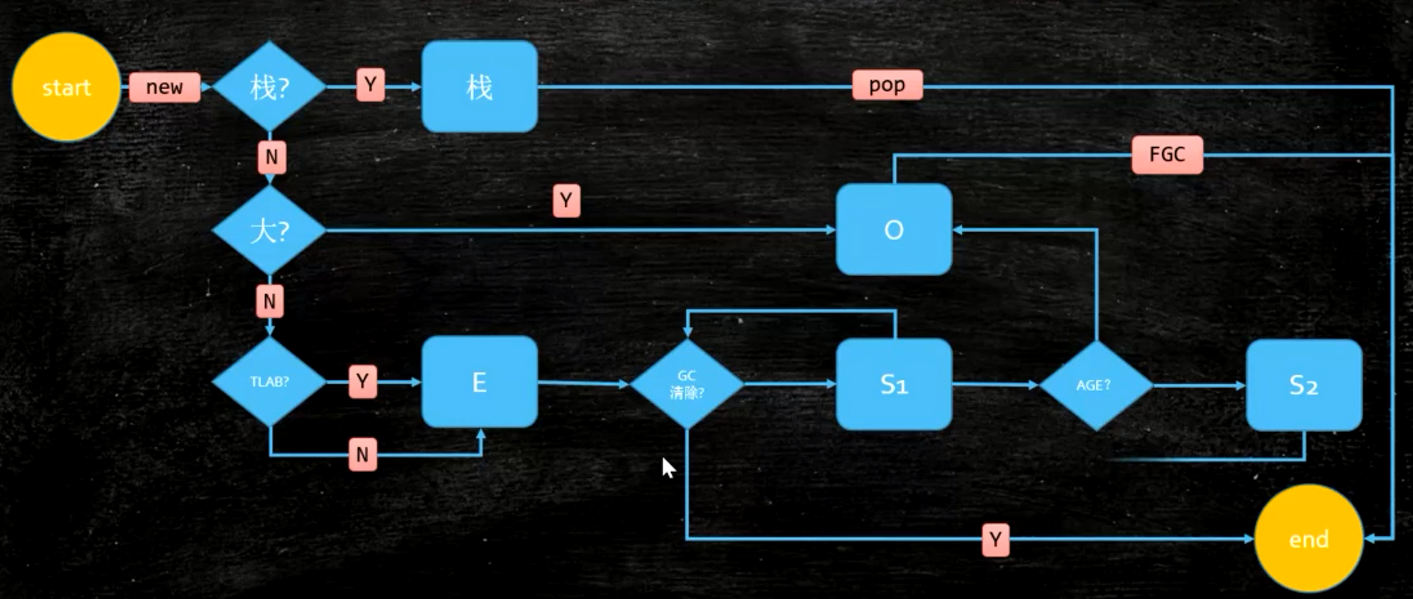 start
new
栈?
Y
栈
pop
N
FGC
大?
Y
O
N
TLAB?
Y
E
GC
清除?
S1
AGE?
S2
N
Y
end